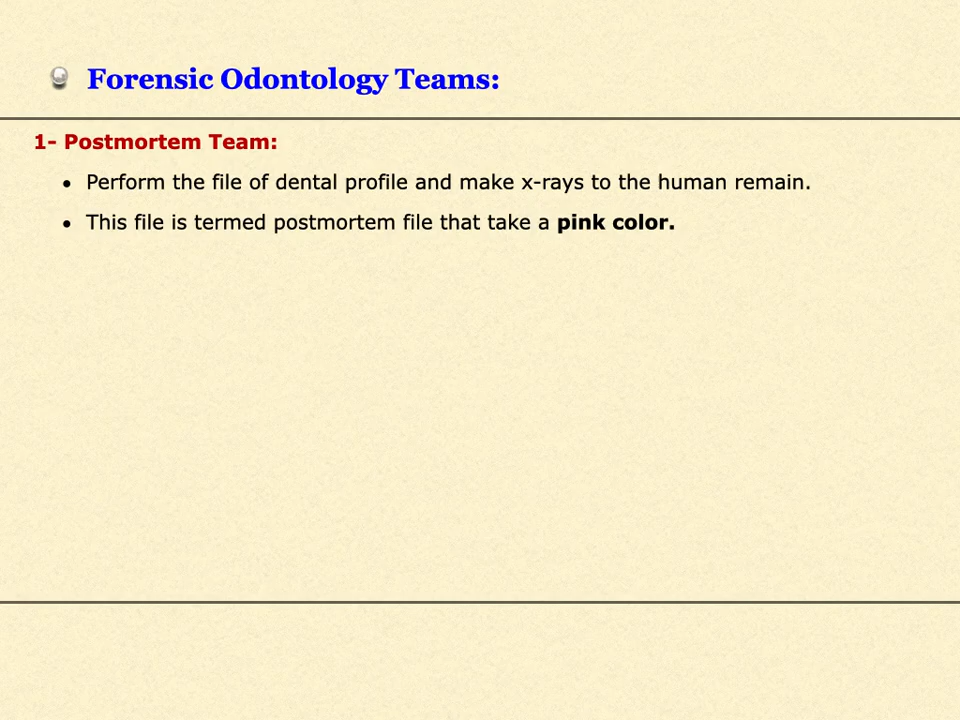 Forensic Odontology Teams:
1- Postmortem Team:
• Perform the file of dental profile and make x-rays to the human remain.
• This file is termed postmortem file that take a pink color.